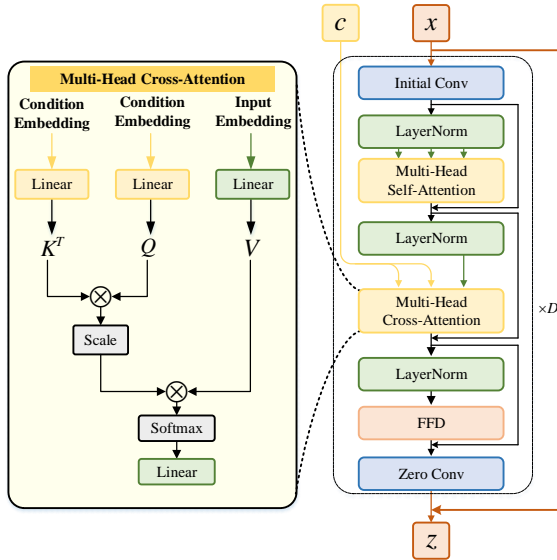 c
x
Multi-Head Cross-Attention
Condition Embedding
Condition Embedding
Input Embedding
Linear
Linear
Linear
K^T
Q
V
Scale
Softmax
Linear
Initial Conv
LayerNorm
Multi-Head
Self-Attention
LayerNorm
Multi-Head
Cross-Attention
×D
LayerNorm
FFD
Zero Conv
z